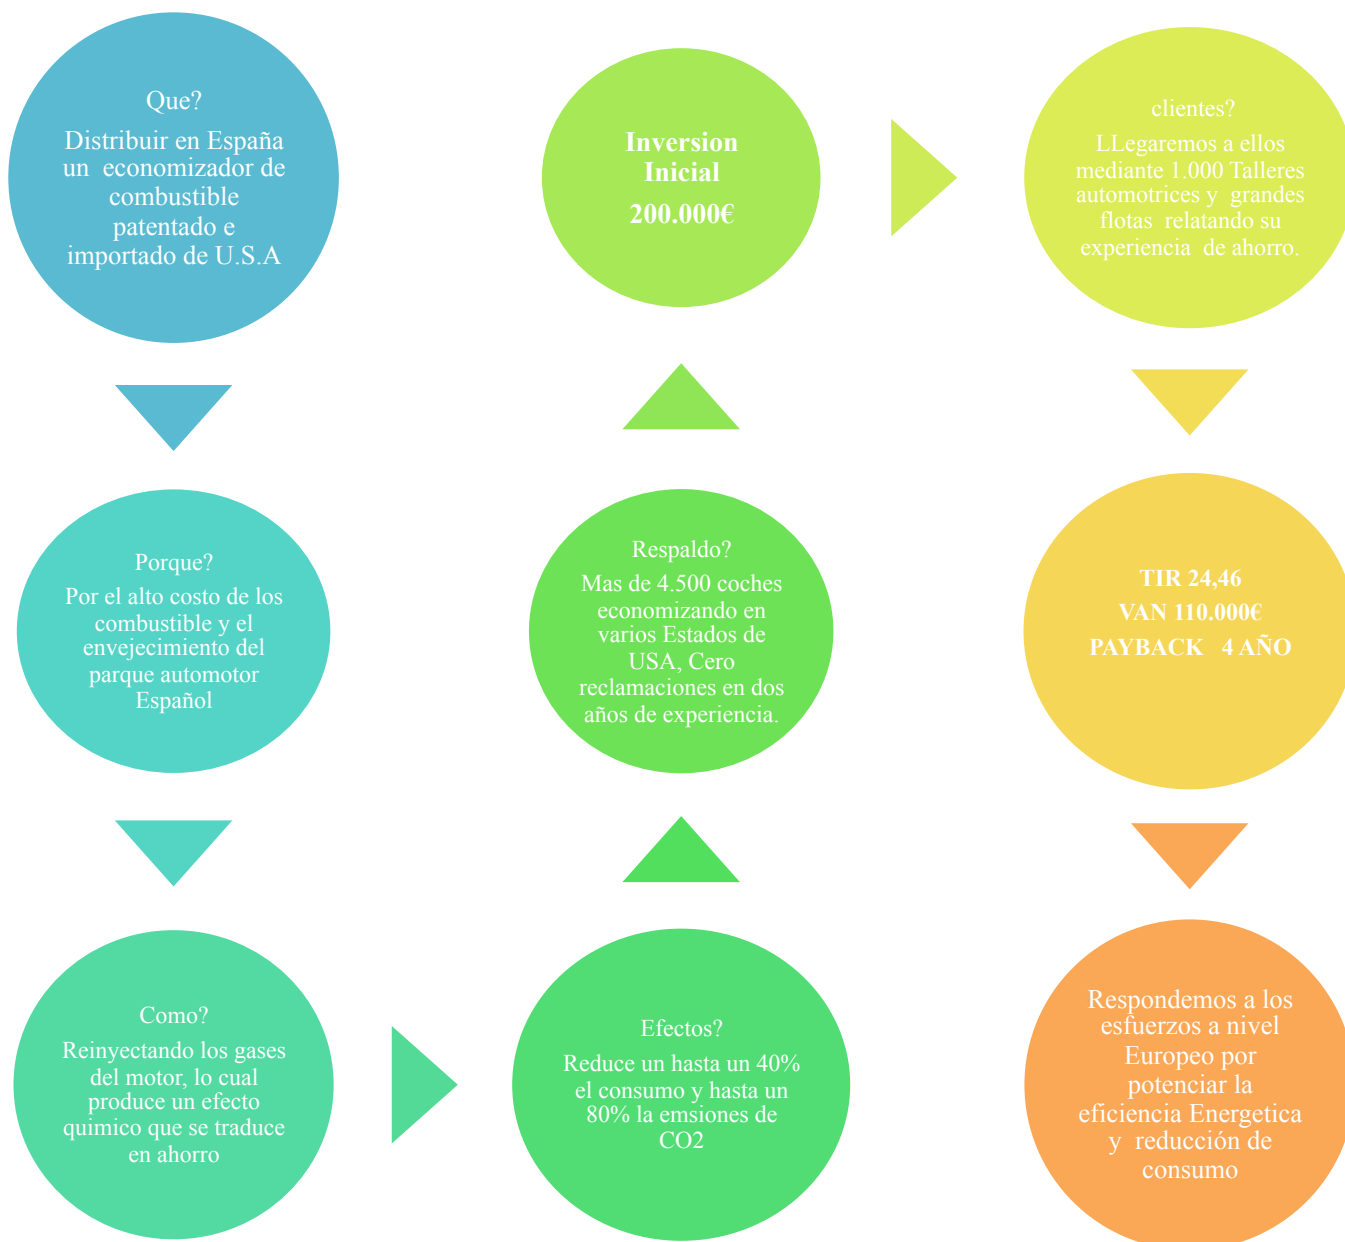 Que?
Distribuir en España
un economizador de
combustible
patentado e
importado de U.S.A
Porque?
Por el alto costo de los
combustible y el
envejecimiento del
parque automotor
Español
Como?
Reinyectando los gases
del motor, lo cual
produce un efecto
quimico que se traduce
en ahorro
Efectos?
Reduce un hasta un 40%
el consumo y hasta un
80% la emsiones de
CO2
Respaldo?
Mas de 4.500 coches
economizando en
varios Estados de
USA, Cero
reclamaciones en dos
años de experiencia.
Inversion
Inicial
200.000€
clientes?
LLegaremos a ellos
mediante 1.000 Talleres
automotrices y grandes
flotas relatando su
experiencia de ahorro.
TIR 24,46
VAN 110.000€
PAYBACK 4 AÑO
Respondemos a los
esfuerzos a nivel
Europeo por
potenciar la
eficiencia Energetica
y reducción de
consumo